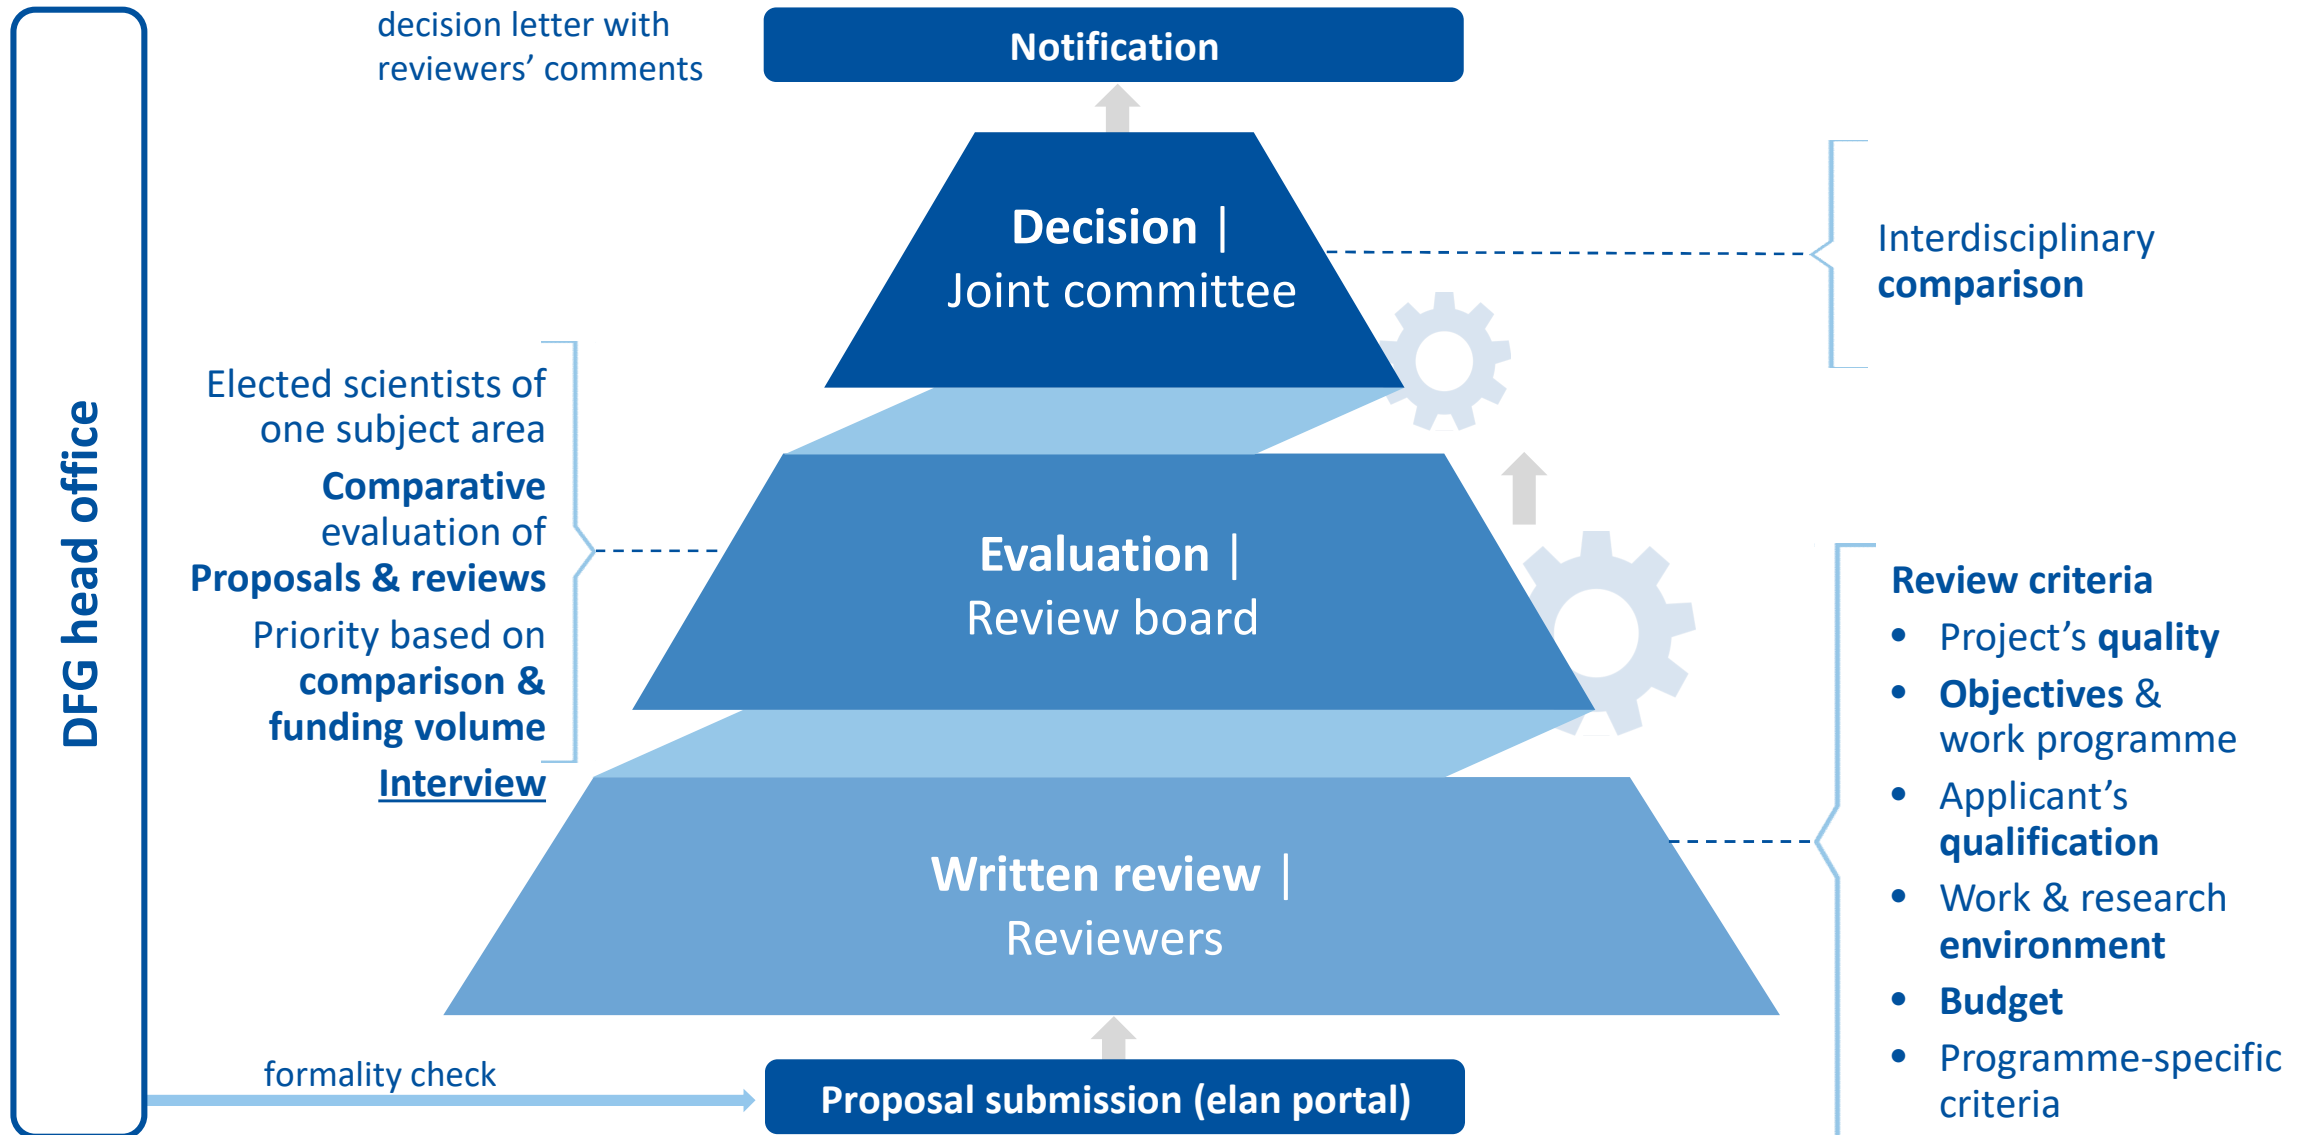 decision letter with
reviewers’ comments
Notification
DFG head office
Decision |
Joint committee
Interdisciplinary
comparison
Elected scientists of
one subject area
Comparative
evaluation of
Proposals & reviews
Priority based on
comparison &
funding volume
Interview
Evaluation |
Review board
Written review |
Reviewers
Review criteria
• Project’s quality
• Objectives &
work programme
• Applicant’s
qualification
• Work & research
environment
• Budget
• Programme-specific
criteria
formality check
Proposal submission (elan portal)